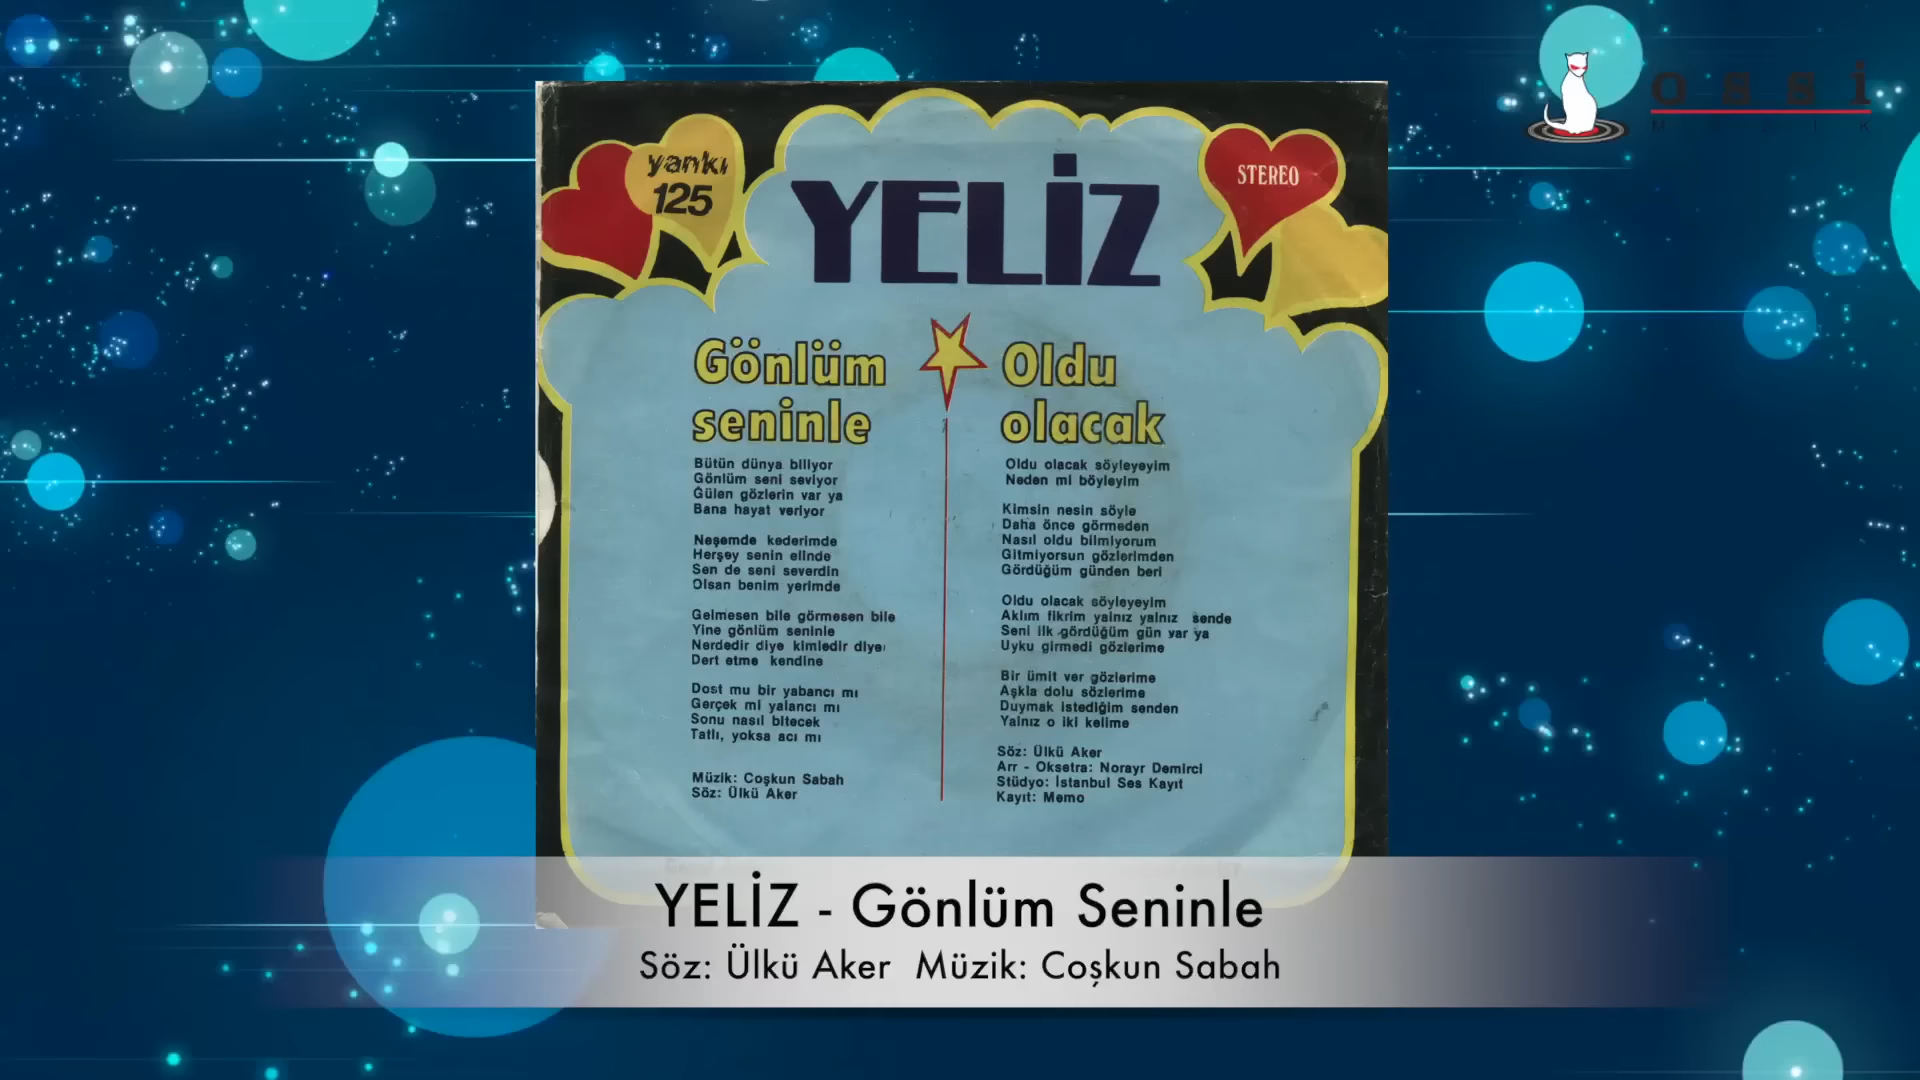 ossi
MÜZİK
yankı
125
YELİZ
STEREO
Gönlüm
seninle
Bütün dünya biliyor
Gönlüm seni seviyor
Gülen gözlerin var ya
Bana hayat veriyor
Neşemde kederimde
Herşey senin elinde
Sen de seni severdin
Olsan benim yerimde
Gelmesen bile görmesen bile
Yine gönlüm seninle
Nerdedir diye kimledir diye
Dert etme kendine
Dost mu bir yabancı mı
Gerçek mi yalancı mı
Sonu nasıl bitecek
Tatlı, yoksa acı mı
Müzik: Coşkun Sabah
Söz: Ülkü Aker
Oldu
olacak
Oldu olacak söyleyeyim
Neden mi böyleyim
Kimsin nesin söyle
Daha önce görmeden
Nasıl oldu bilmiyorum
Gitmiyorsun gözlerimden
Gördüğüm günden beri
Oldu olacak söyleyeyim
Aklım fikrim yalnız yalnız sende
Seni ilk gördüğüm gün var ya
Uyku girmedi gözlerime
Bir ümit ver gözlerime
Aşkla dolu sözlerime
Duymak istediğim senden
Yalnız o iki kelime
Söz: Ülkü Aker
Arr - Oksetra: Norayr Demirci
Stüdyo: İstanbul Ses Kayıt
Kayıt: Memo
YELİZ - Gönlüm Seninle
Söz: Ülkü Aker Müzik: Coşkun Sabah